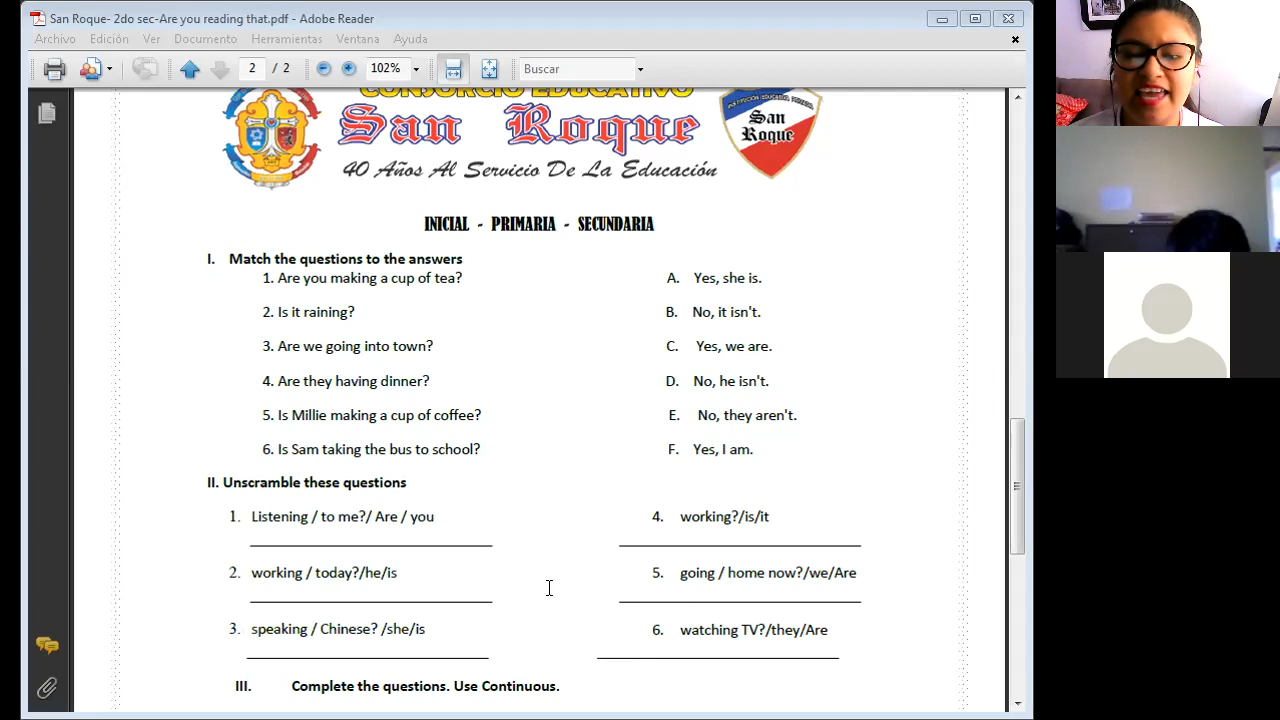 San Roque- 2do sec-Are you reading that.pdf - Adobe Reader
Archivo Edición Ver Documento Herramientas Ventana Ayuda
2 / 2 102% Buscar
CONSORCIO EDUCATIVO
San Roque
40 Años Al Servicio De La Educación
San
Roque
INICIAL - PRIMARIA - SECUNDARIA
I. Match the questions to the answers
1. Are you making a cup of tea? A. Yes, she is.
2. Is it raining? B. No, it isn't.
3. Are we going into town? C. Yes, we are.
4. Are they having dinner? D. No, he isn't.
5. Is Millie making a cup of coffee? E. No, they aren't.
6. Is Sam taking the bus to school? F. Yes, I am.
II. Unscramble these questions
1. Listening / to me?/ Are / you 4. working?/is/it
2. working / today?/he/is 5. going / home now?/we/Are
3. speaking / Chinese? /she/is 6. watching TV?/they/Are
III. Complete the questions. Use Continuous.